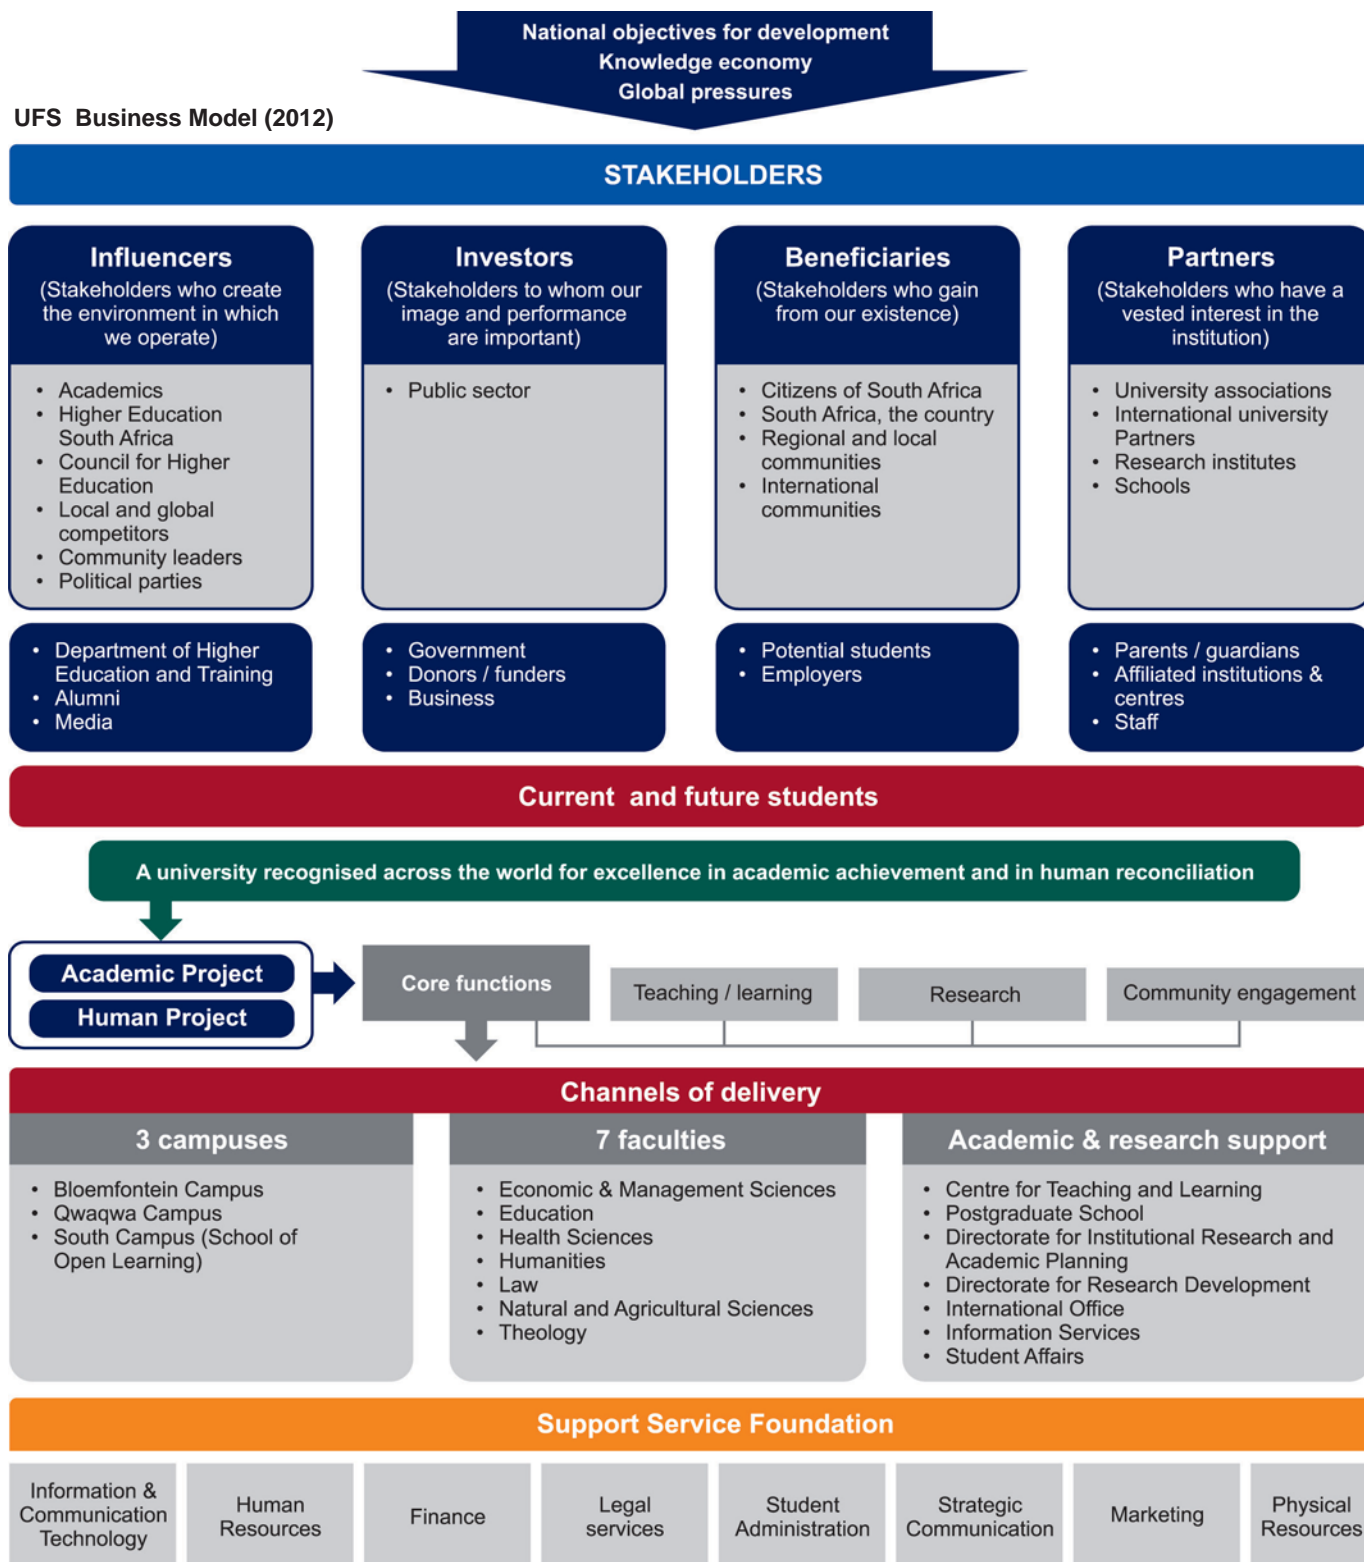 National objectives for development
Knowledge economy
Global pressures
UFS  Business Model (2012)
STAKEHOLDERS
Influencers
(Stakeholders who create
the environment in which
we operate)
• Academics
• Higher Education
South Africa
• Council for Higher
Education
• Local and global
competitors
• Community leaders
• Political parties
• Department of Higher
Education and Training
• Alumni
• Media
Investors
(Stakeholders to whom our
image and performance
are important)
• Public sector
• Government
• Donors / funders
• Business
Beneficiaries
(Stakeholders who gain
from our existence)
• Citizens of South Africa
• South Africa, the country
• Regional and local
communities
• International
communities
• Potential students
• Employers
Partners
(Stakeholders who have a
vested interest in the
institution)
• University associations
• International university
Partners
• Research institutes
• Schools
• Parents / guardians
• Affiliated institutions &
centres
• Staff
Current  and future students
A university recognised across the world for excellence in academic achievement and in human reconciliation
Academic Project
Human Project
Core functions
Teaching / learning
Research
Community engagement
Channels of delivery
3 campuses
• Bloemfontein Campus
• Qwaqwa Campus
• South Campus (School of
Open Learning)
7 faculties
• Economic & Management Sciences
• Education
• Health Sciences
• Humanities
• Law
• Natural and Agricultural Sciences
• Theology
Academic & research support
• Centre for Teaching and Learning
• Postgraduate School
• Directorate for Institutional Research and
Academic Planning
• Directorate for Research Development
• International Office
• Information Services
• Student Affairs
Support Service Foundation
Information &
Communication
Technology
Human
Resources
Finance
Legal
services
Student
Administration
Strategic
Communication
Marketing
Physical
Resources